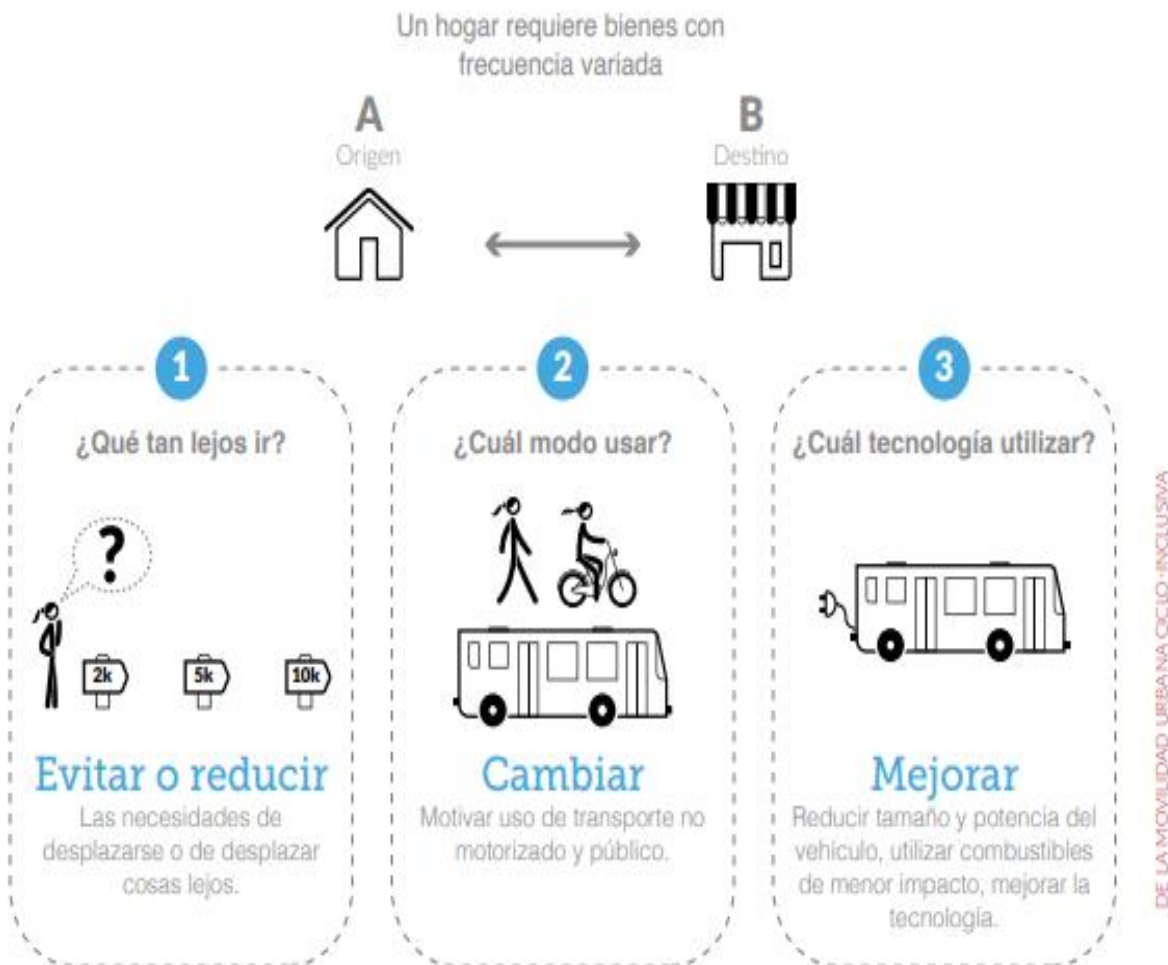 Un hogar requiere bienes con
frecuencia variada
A
Origen
B
Destino
1
¿Qué tan lejos ir?
?
2k
5k
10k
Evitar o reducir
Las necesidades de
desplazarse o de desplazar
cosas lejos.
2
¿Cuál modo usar?
Cambiar
Motivar uso de transporte no
motorizado y público.
3
¿Cuál tecnología utilizar?
Mejorar
Reducir tamaño y potencia del
vehículo, utilizar combustibles
de menor impacto, mejorar la
tecnología.
DE LA MOVILIDAD URBANA CICLO-INCLUSIVA